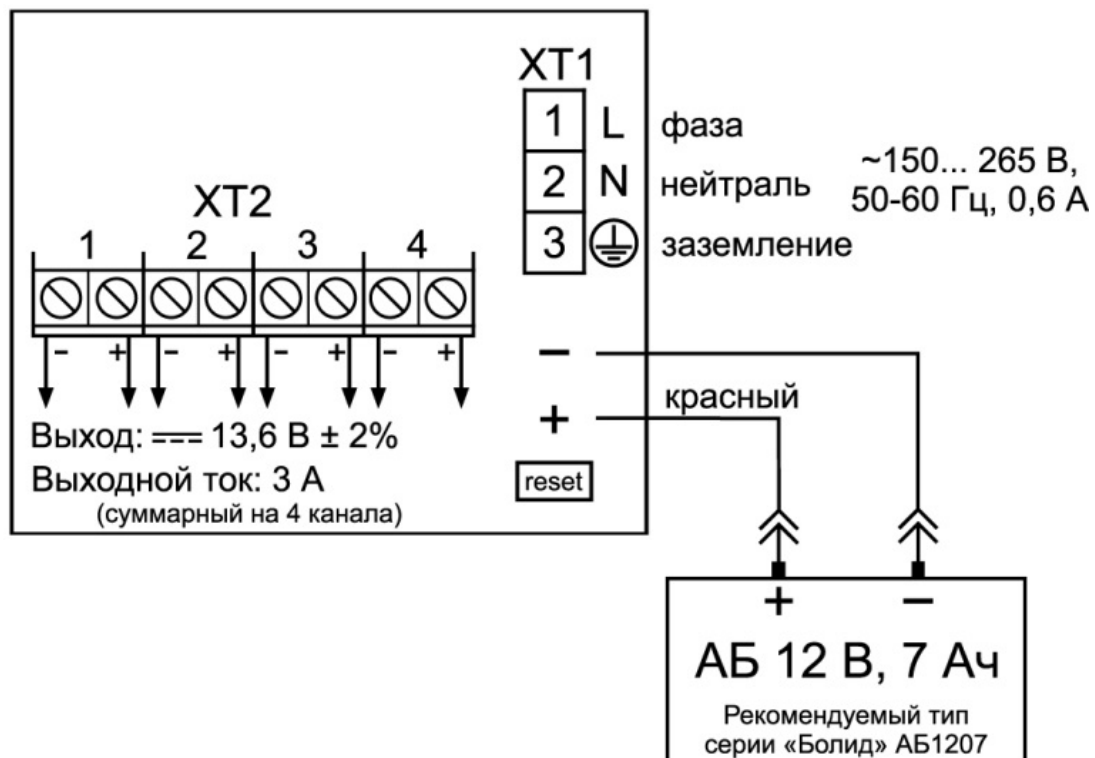 XT1
1 L фаза
2 N нейтраль
3 заземление
~150... 265 В,
50-60 Гц, 0,6 А
XT2
1 2 3 4
- + - + - + - +
Выход: 13,6 В ± 2%
Выходной ток: 3 А
(суммарный на 4 канала)
−
+ красный
reset
+ −
АБ 12 В, 7 Ач
Рекомендуемый тип
серии «Болид» АБ1207